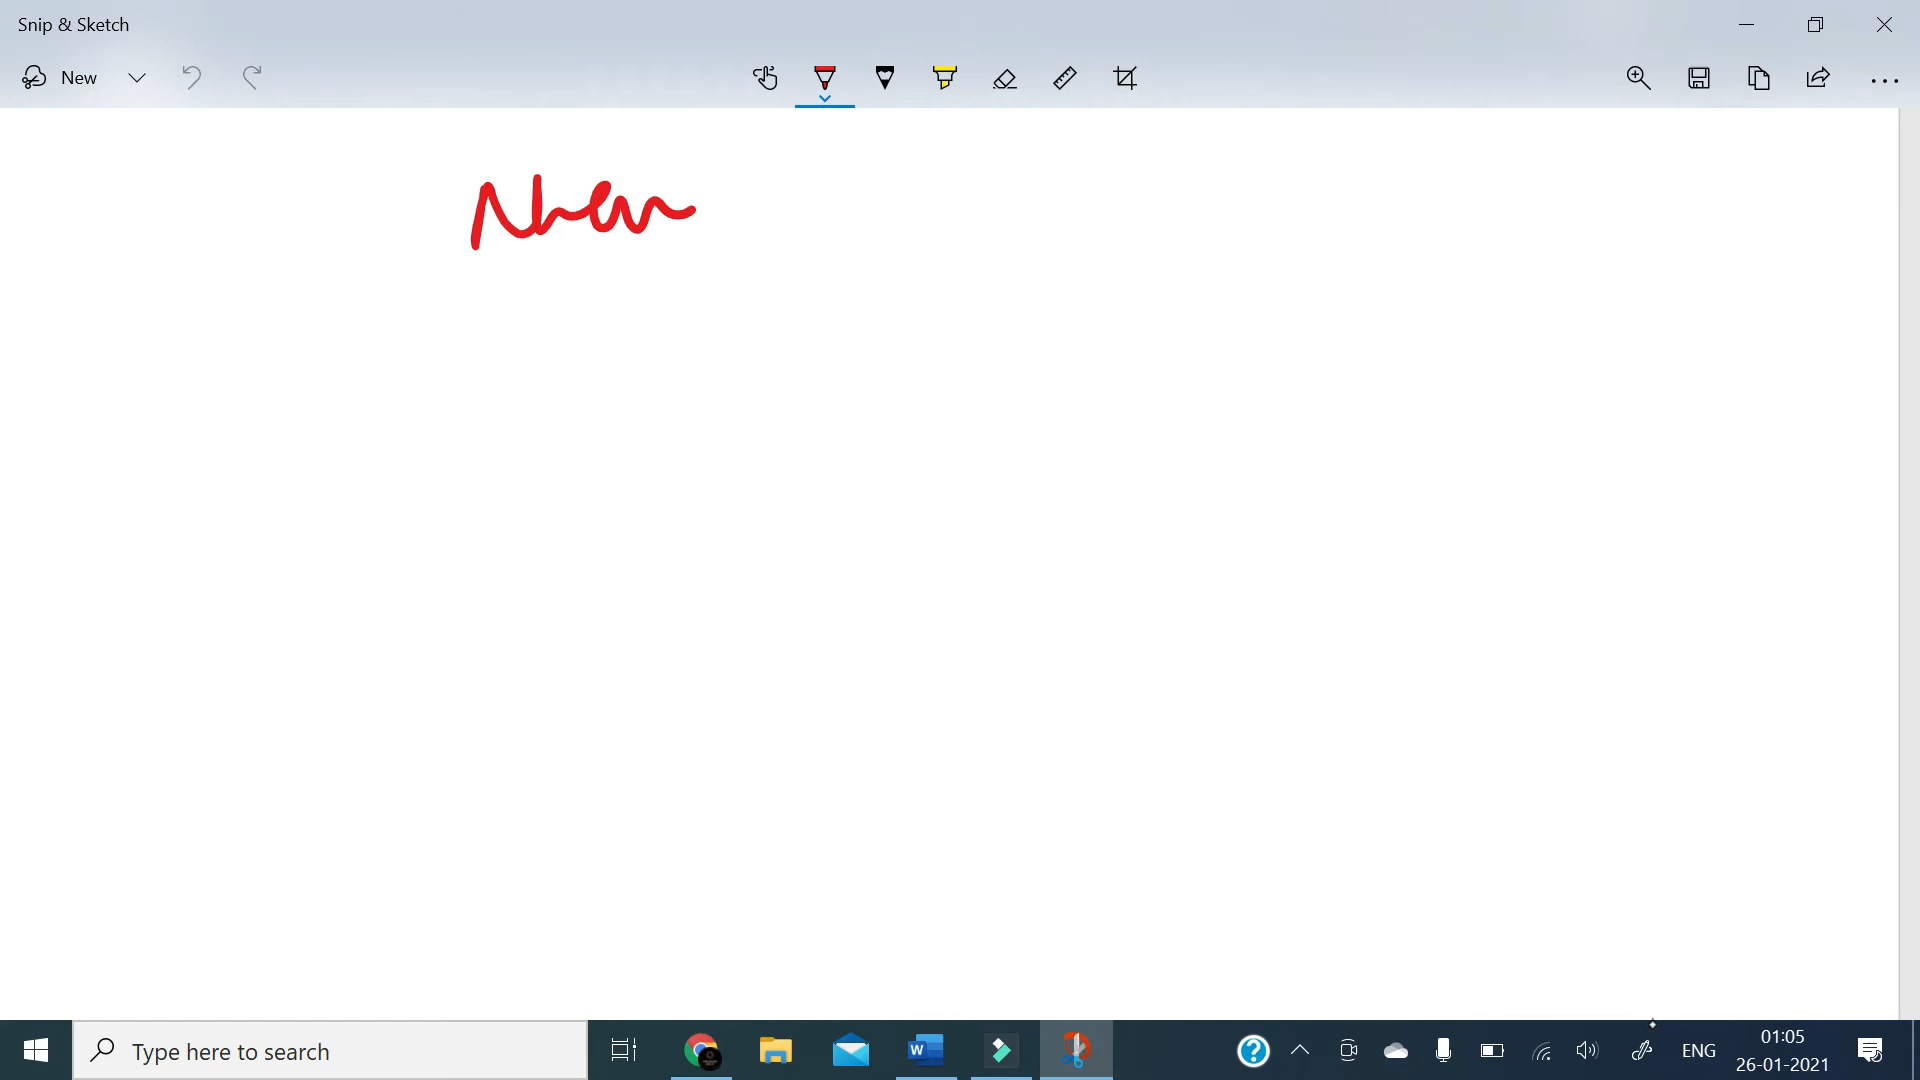 Snip & Sketch
New
Type here to search
W
?
ENG
01:05
26-01-2021